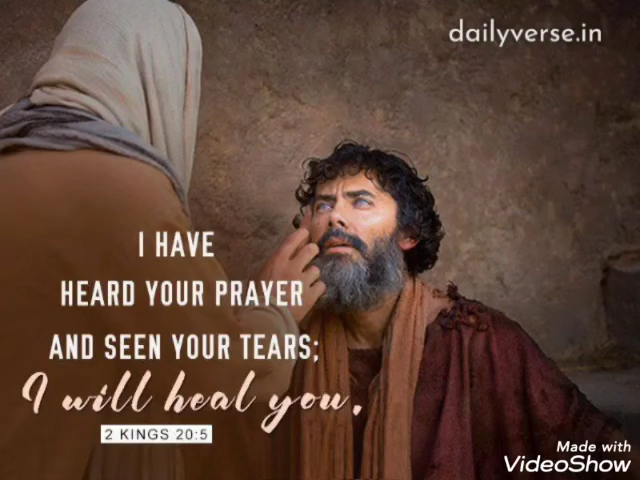 dailyverse.in
I HAVE
HEARD YOUR PRAYER
AND SEEN YOUR TEARS;
I will heal you.
2 KINGS 20:5
Made with
VideoShow